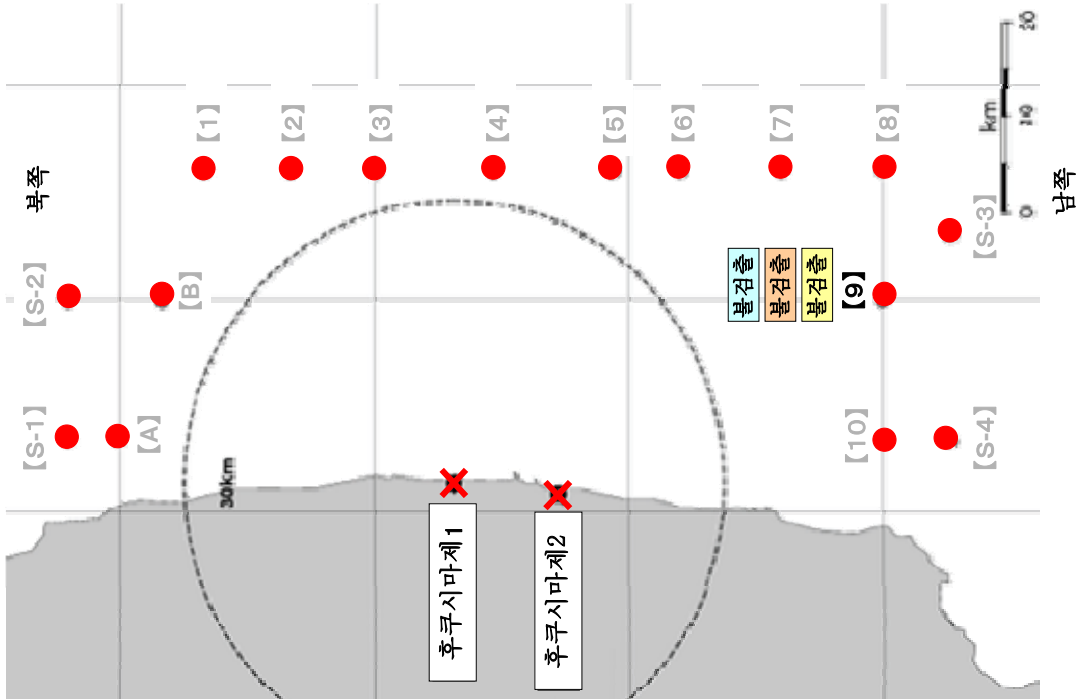 북쪽
【S-2】
【S-1】
【B】
【A】
【1】
【2】
【3】
【4】
【5】
【6】
【7】
【8】
불검출
불검출
불검출
【9】
【10】
【S-3】
【S-4】
30km
후쿠시마제1
후쿠시마제2
km
0
10
20
남쪽